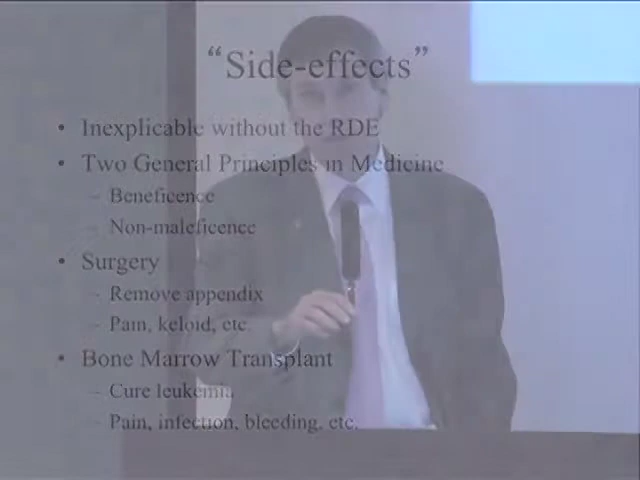 “Side-effects”
• Inexplicable without the RDE
• Two General Principles in Medicine
– Beneficence
– Non-maleficence
• Surgery
– Remove appendix
– Pain, keloid, etc.
• Bone Marrow Transplant
– Cure leukemia
– Pain, infection, bleeding, etc.